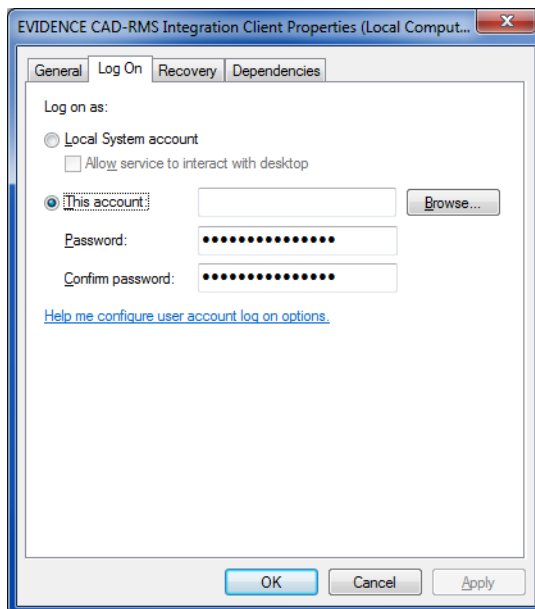 EVIDENCE CAD-RMS Integration Client Properties (Local Comput...
General Log On Recovery Dependencies
Log on as:
Local System account
Allow service to interact with desktop
This account: Browse...
Password: •••••••••••••••
Confirm password: •••••••••••••••
Help me configure user account log on options.
OK Cancel Apply